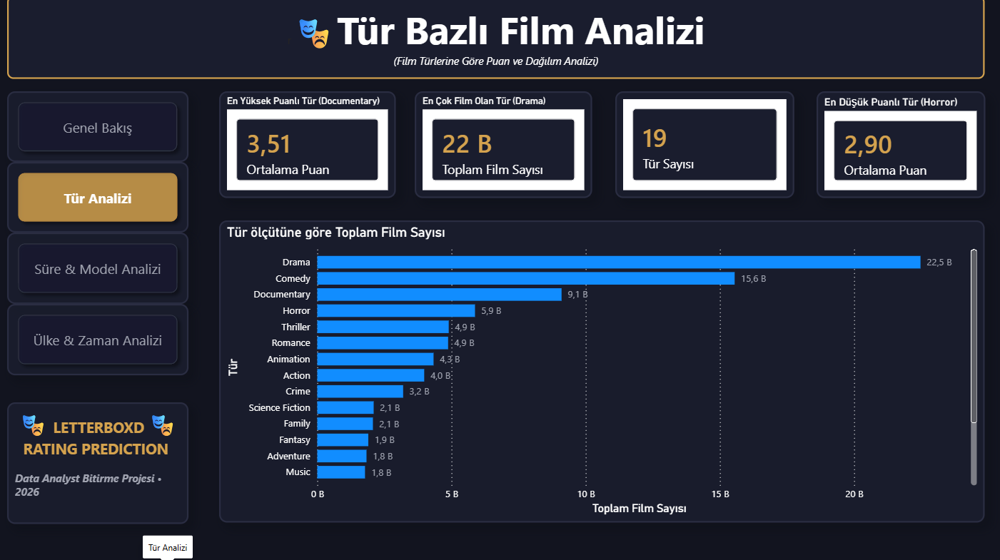 Tür Bazlı Film Analizi
(Film Türlerine Göre Puan ve Dağılım Analizi)
Genel Bakış
Tür Analizi
Süre & Model Analizi
Ülke & Zaman Analizi
LETTERBOXD
RATING PREDICTION
Data Analyst Bitirme Projesi •
2026
En Yüksek Puanlı Tür (Documentary)
3,51
Ortalama Puan
En Çok Film Olan Tür (Drama)
22 B
Toplam Film Sayısı
19
Tür Sayısı
En Düşük Puanlı Tür (Horror)
2,90
Ortalama Puan
Tür ölçütüne göre Toplam Film Sayısı
Tür
Drama 22,5 B
Comedy 15,6 B
Documentary 9,1 B
Horror 5,9 B
Thriller 4,9 B
Romance 4,9 B
Animation 4,3 B
Action 4,0 B
Crime 3,2 B
Science Fiction 2,1 B
Family 2,1 B
Fantasy 1,9 B
Adventure 1,8 B
Music 1,8 B
0 B 5 B 10 B 15 B 20 B
Toplam Film Sayısı
Tür Analizi